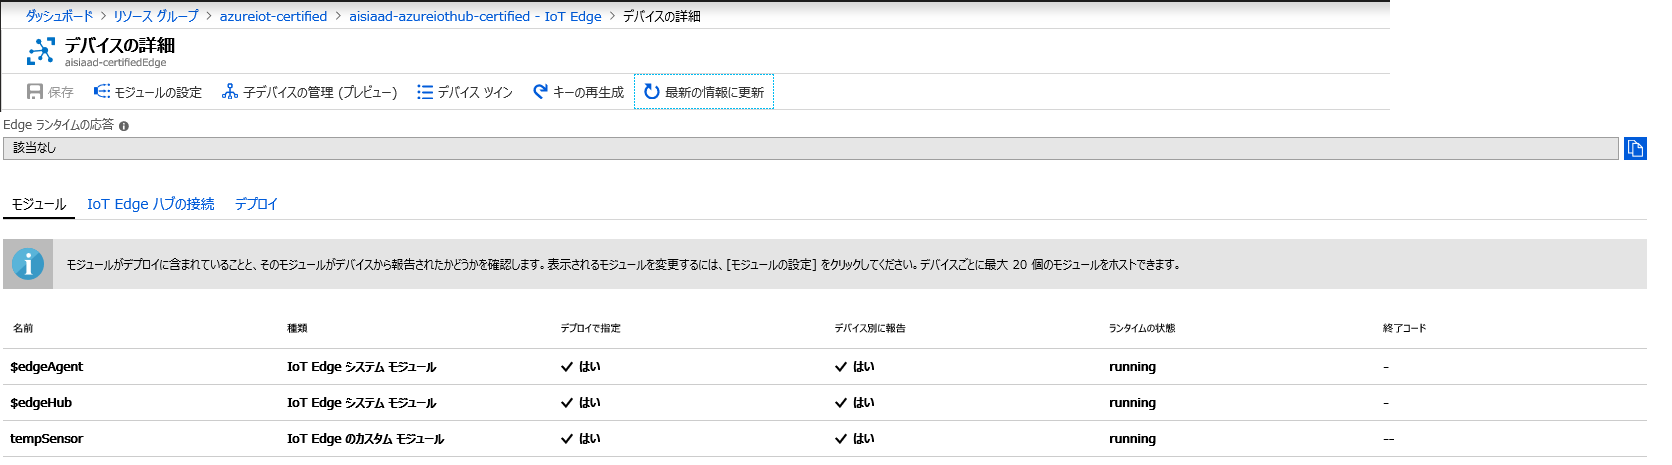 ダッシュボード > リソース グループ > azureiot-certified > aisiaad-azureiothub-certified - IoT Edge > デバイスの詳細
デバイスの詳細
aisiaad-certifiedEdge
保存 モジュールの設定 子デバイスの管理 (プレビュー) デバイス ツイン キーの再生成 最新の情報に更新
Edge ランタイムの応答
該当なし
モジュール IoT Edge ハブの接続 デプロイ
モジュールがデプロイに含まれていることと、そのモジュールがデバイスから報告されたかどうかを確認します。表示されるモジュールを変更するには、[モジュールの設定] をクリックしてください。デバイスごとに最大 20 個のモジュールをホストできます。
名前 種類 デプロイで指定 デバイス別に報告 ランタイムの状態 終了コード
$edgeAgent IoT Edge システム モジュール はい はい running -
$edgeHub IoT Edge システム モジュール はい はい running -
tempSensor IoT Edge のカスタム モジュール はい はい running --